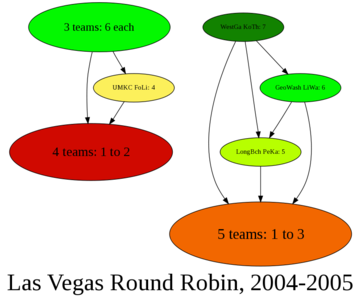 3 teams: 6 each
WestGa KoTh: 7
UMKC FoLi: 4
GeoWash LiWa: 6
4 teams: 1 to 2
LongBch PeKa: 5
5 teams: 1 to 3
Las Vegas Round Robin, 2004-2005